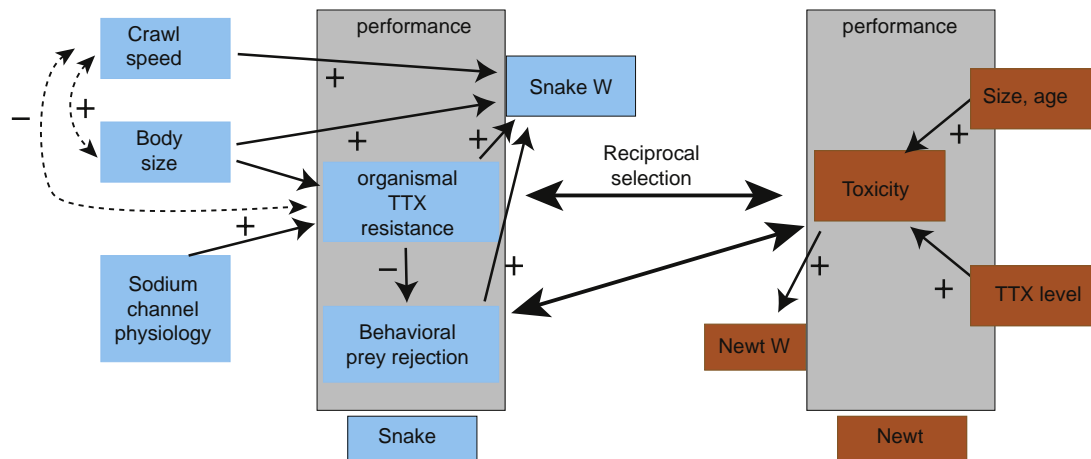 Crawl
speed
performance
performance
Snake W
Size, age
−
+
+
+
Body
size
+
+
Reciprocal
selection
Toxicity
organismal
TTX
resistance
+
+
−
+
+
+
Sodium
channel
physiology
TTX level
Behavioral
prey rejection
Newt W
Snake
Newt